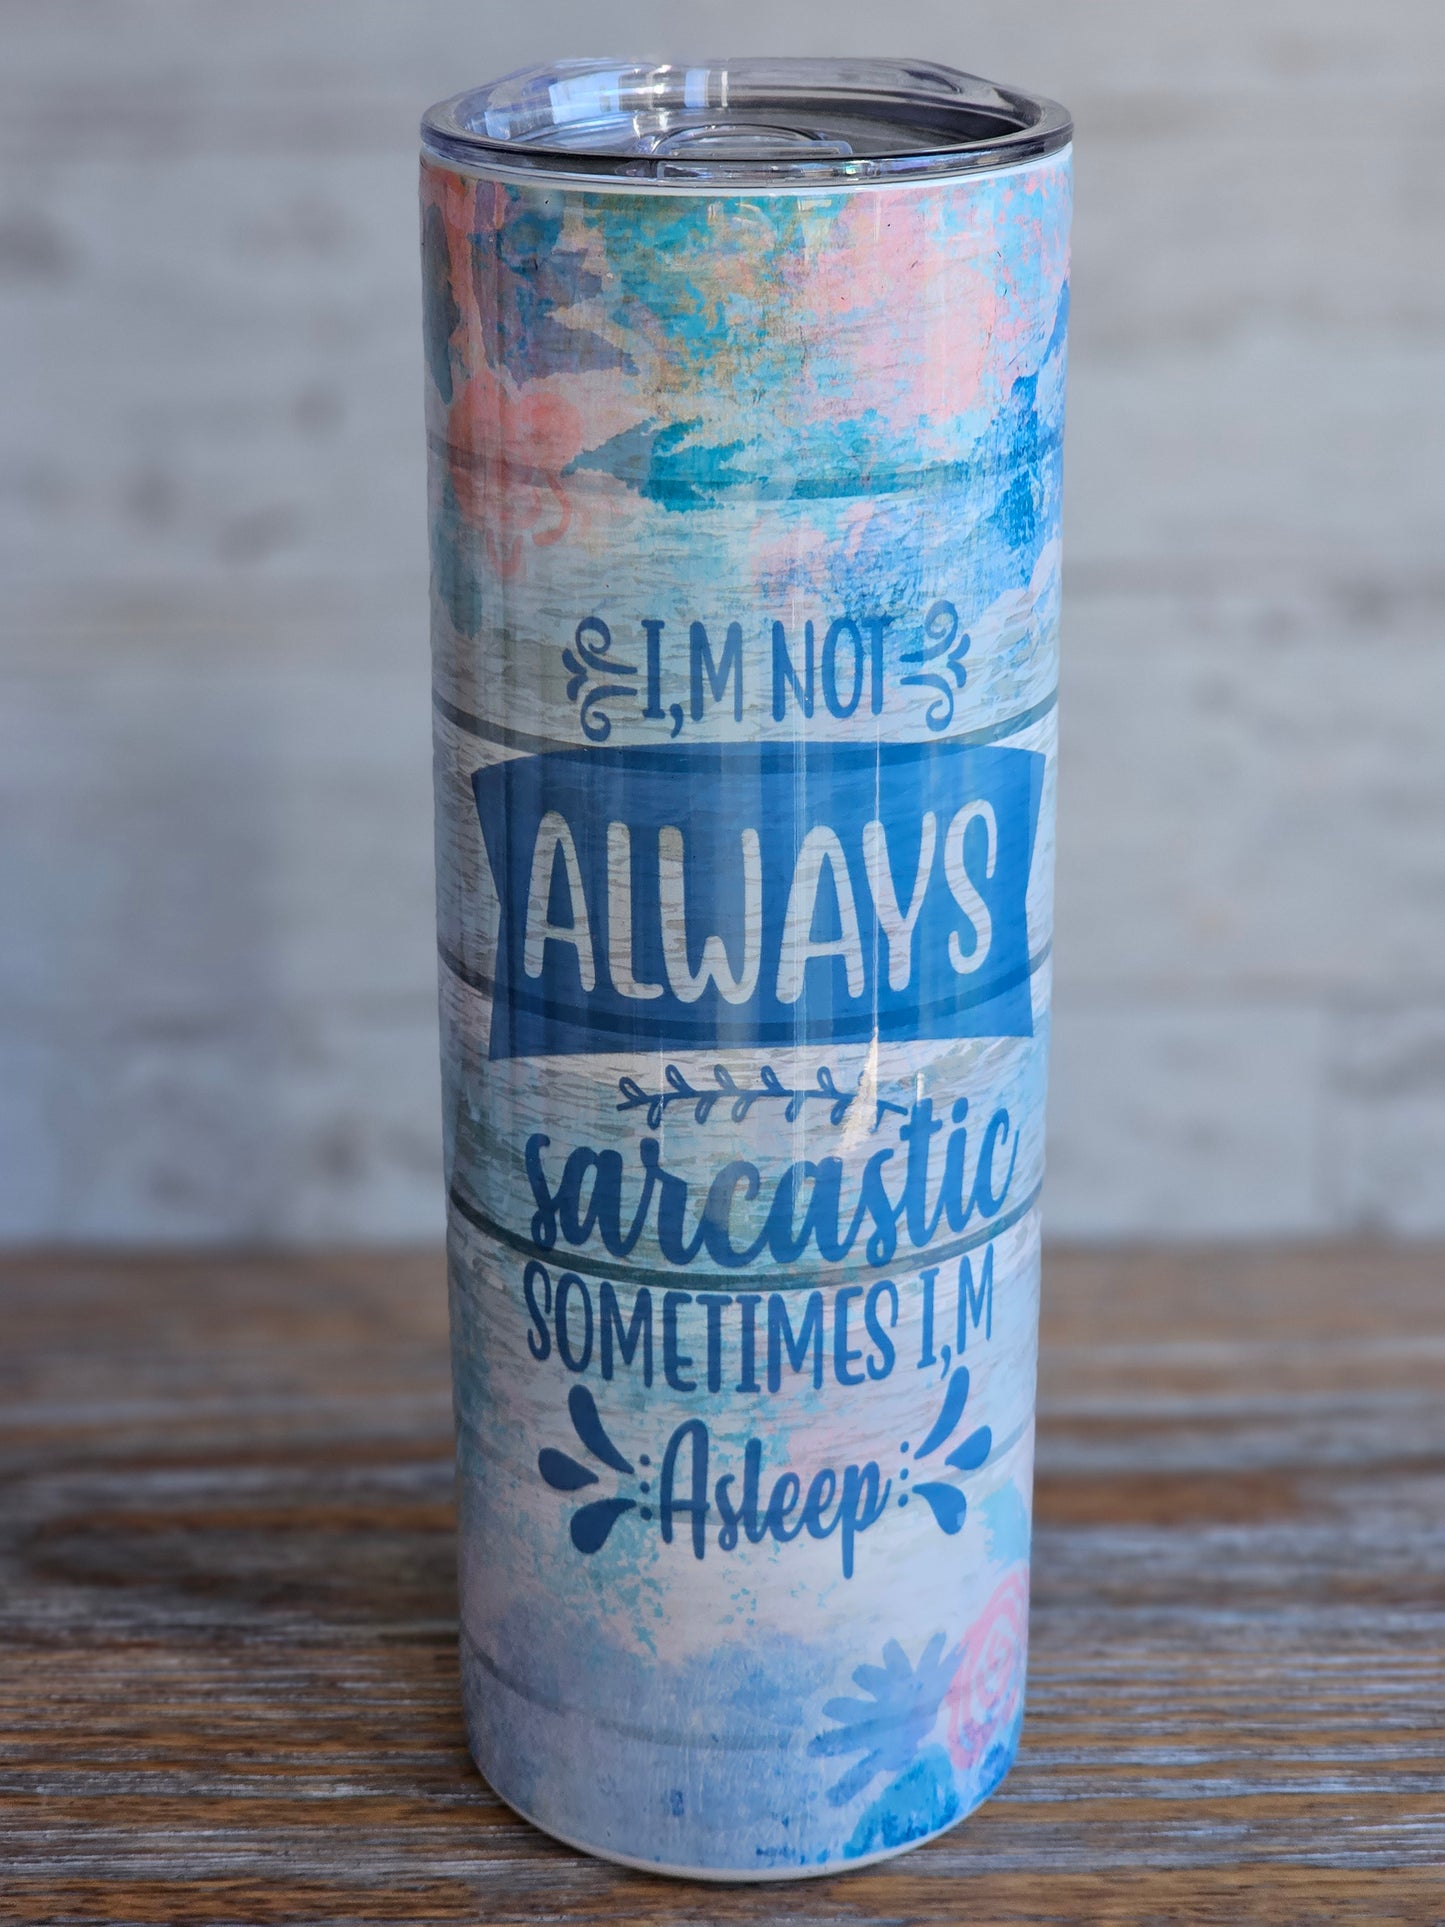 I,M NOT
ALWAYS
sarcastic
SOMETIMES I,M
Asleep